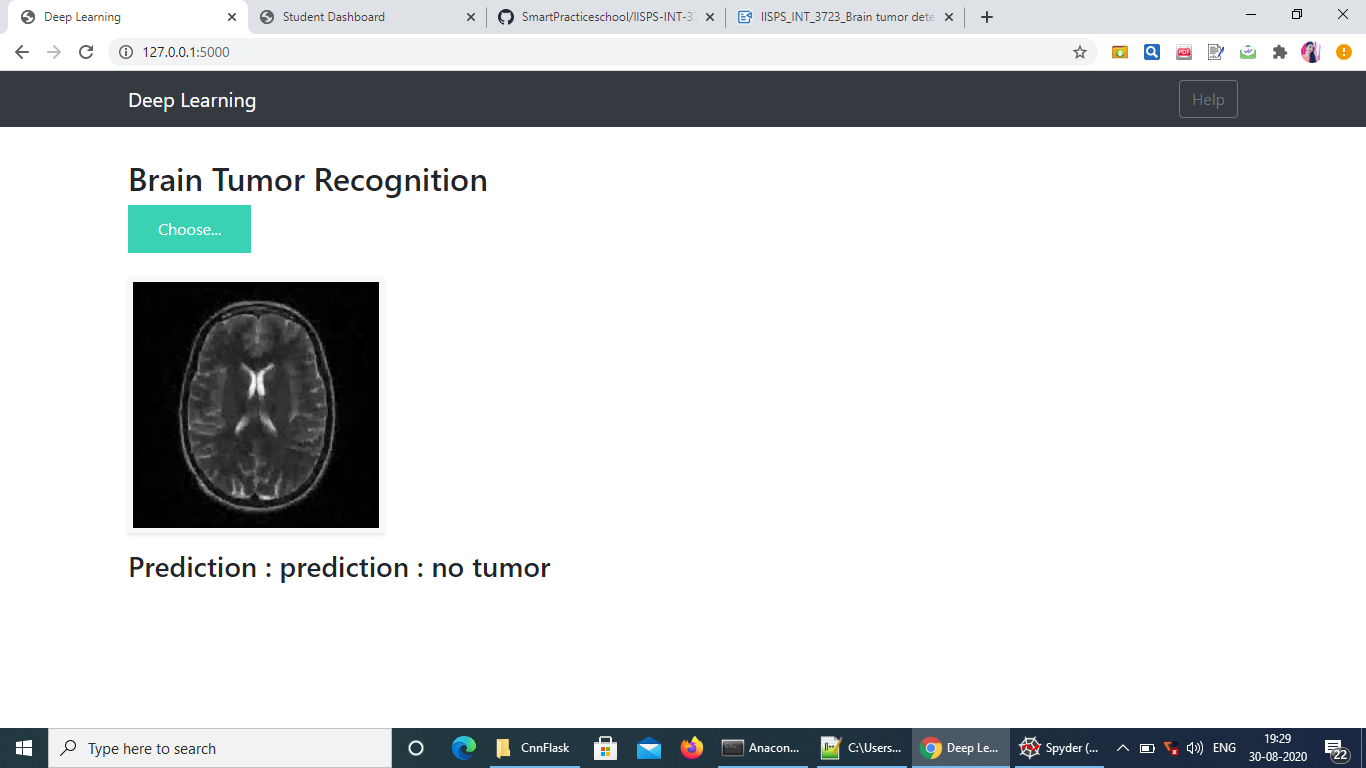 Deep Learning
Student Dashboard
SmartPracticeschool/IISPS-INT-37
IISPS_INT_3723_Brain tumor dete
127.0.0.1:5000
PDF
Deep Learning
Help
Brain Tumor Recognition
Choose...
Prediction : prediction : no tumor
Type here to search
CnnFlask
Anacon...
C:\Users...
Deep Le...
Spyder (...
ENG
19:29
30-08-2020
22